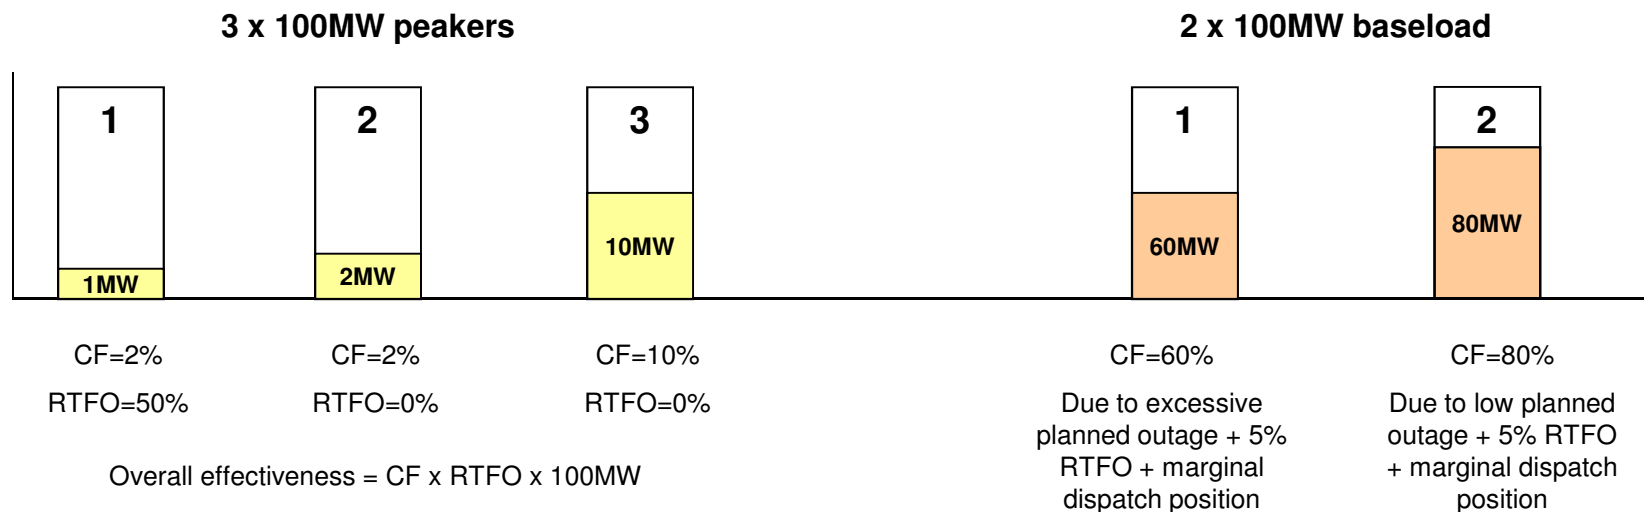 3 x 100MW peakers
2 x 100MW baseload
1
2
3
1
2
1MW
2MW
10MW
60MW
80MW
CF=2%
CF=2%
CF=10%
CF=60%
CF=80%
RTFO=50%
RTFO=0%
RTFO=0%
Due to excessive
planned outage + 5%
RTFO + marginal
dispatch position
Due to low planned
outage + 5% RTFO
+ marginal dispatch
position
Overall effectiveness = CF x RTFO x 100MW